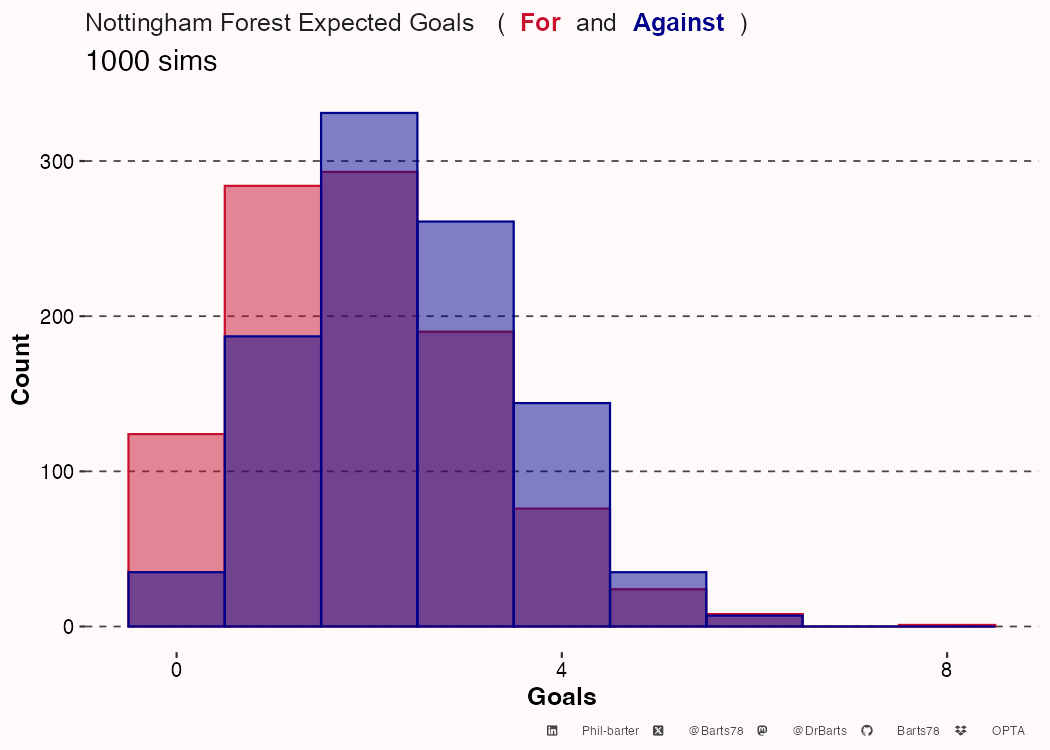 Nottingham Forest Expected Goals ( For and Against )
1000 sims
Count
300
200
100
0
0 4 8
Goals
Phil-barter @Barts78 @DrBarts Barts78 OPTA